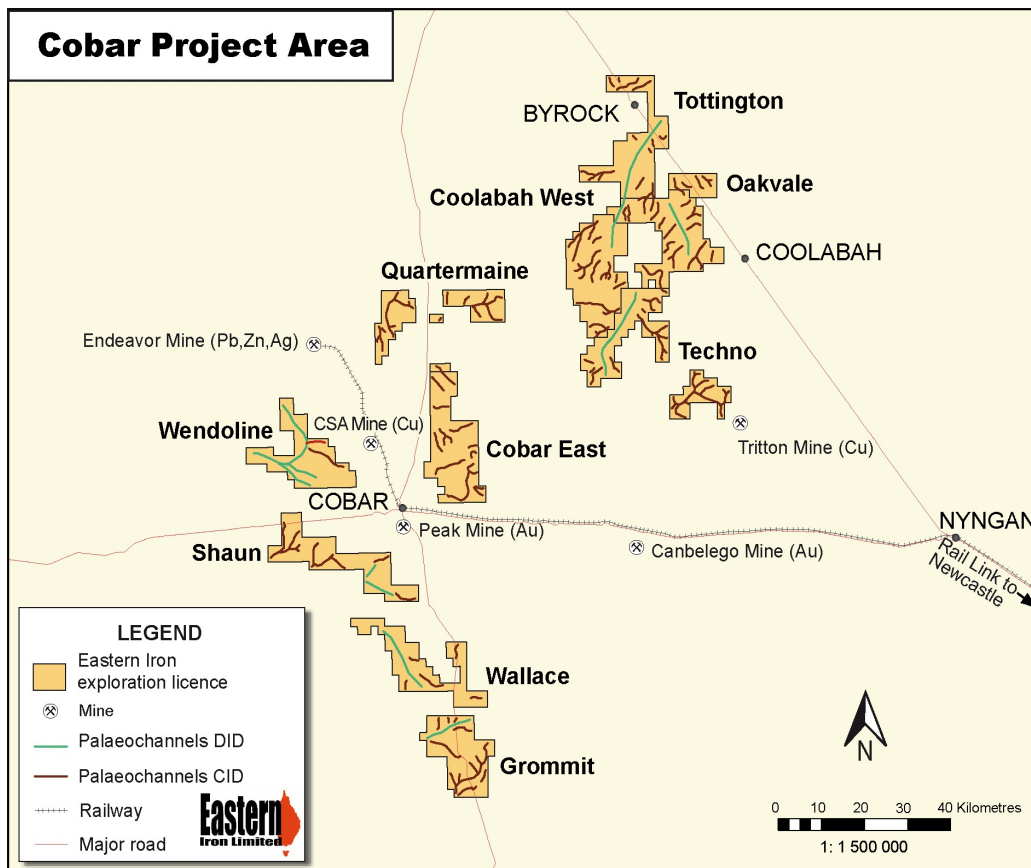 Cobar Project Area
BYROCK
Tottington
Coolabah West
Oakvale
COOLABAH
Quartermaine
Endeavor Mine (Pb,Zn,Ag)
Techno
Wendoline
CSA Mine (Cu)
Cobar East
Tritton Mine (Cu)
COBAR
Peak Mine (Au)
NYNGAN
Shaun
Canbelego Mine (Au)
Rail Link to
Newcastle
LEGEND
Eastern Iron
exploration licence
Mine
Palaeochannels DID
Palaeochannels CID
Railway
Major road
Eastern
Iron Limited
Wallace
Grommit
N
0 10 20 30 40 Kilometres
1: 1 500 000